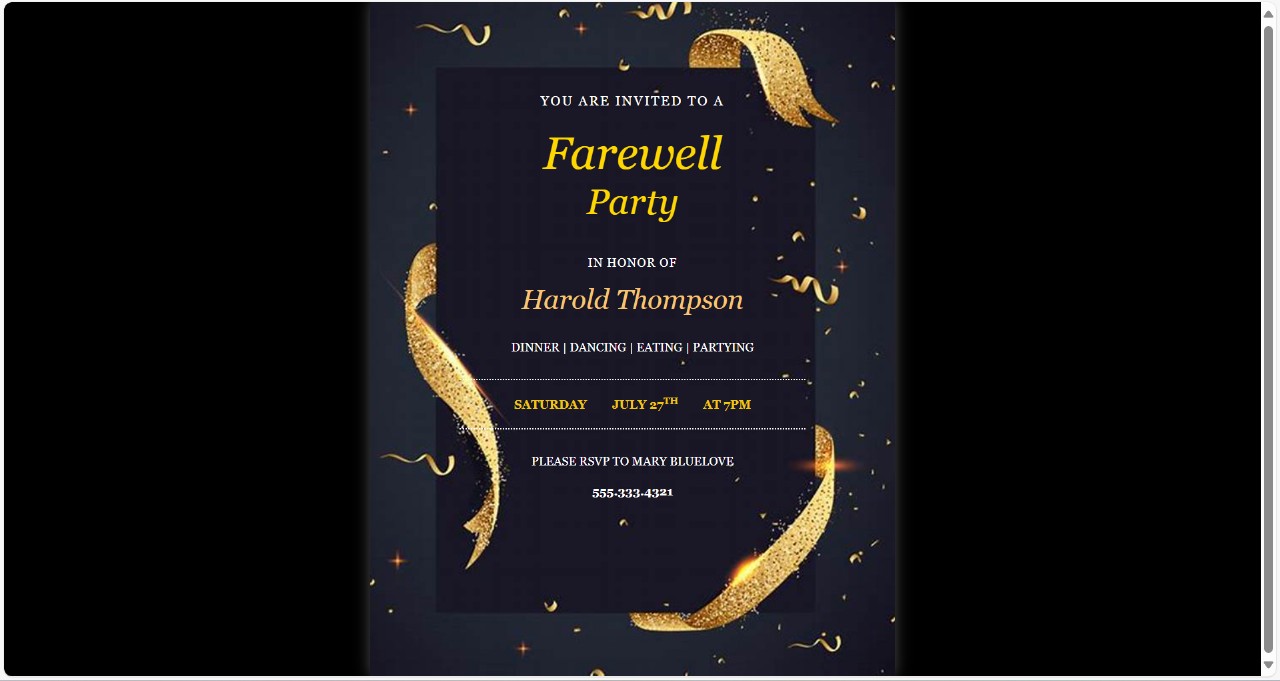 YOU ARE INVITED TO A
Farewell
Party
IN HONOR OF
Harold Thompson
DINNER | DANCING | EATING | PARTYING
SATURDAY JULY 27TH AT 7PM
PLEASE RSVP TO MARY BLUELOVE
555.333.4321